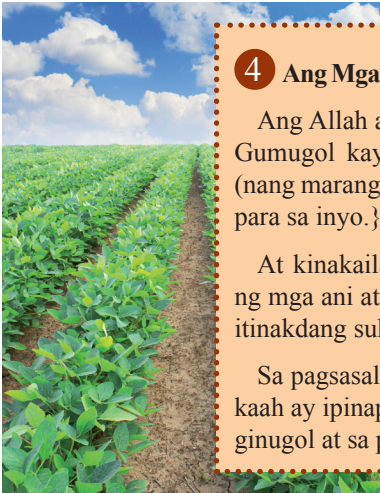 4 Ang Mga
Ang Allah a
Gumugol kay
(nang marang
para sa inyo.}
At kinakail
ng mga ani at
itinakdang sul
Sa pagsasal
kaah ay ipinap
ginugol at sa p